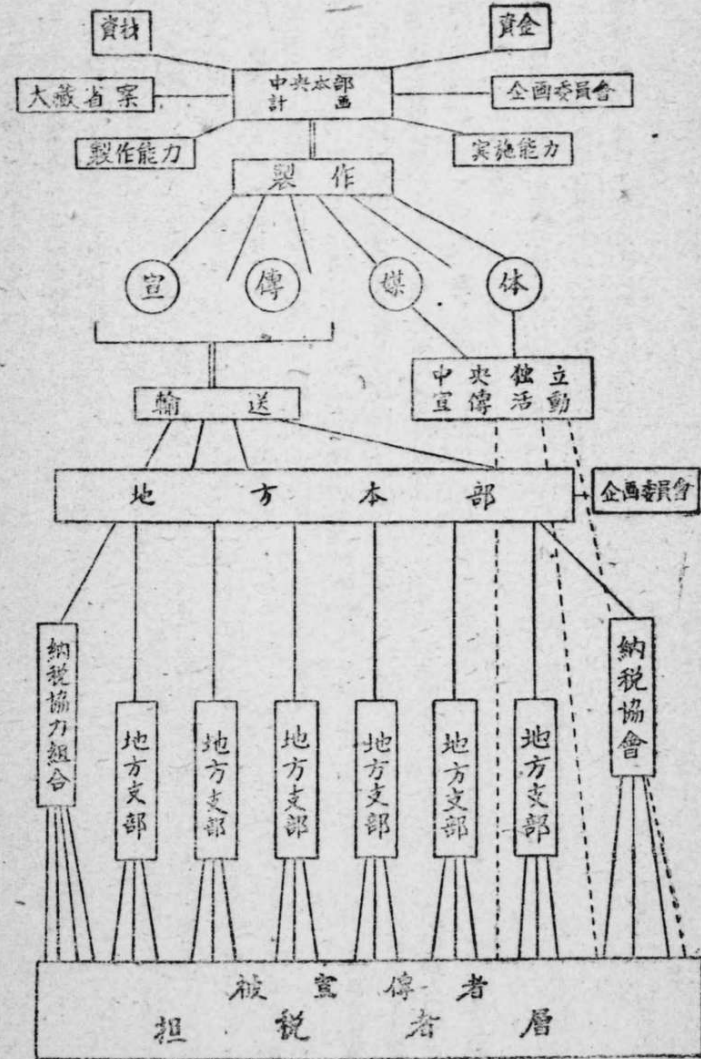 資材
資金
中央本部
計画
大藏省案
企画委員會
製作能力
実施能力
製作
宣
傳
媒
体
中央独立
宣傳活動
輸送
地方本部
企画委員會
納税協力組合
地方支部
地方支部
地方支部
地方支部
地方支部
地方支部
納税協會
被宣傳者
担税者層